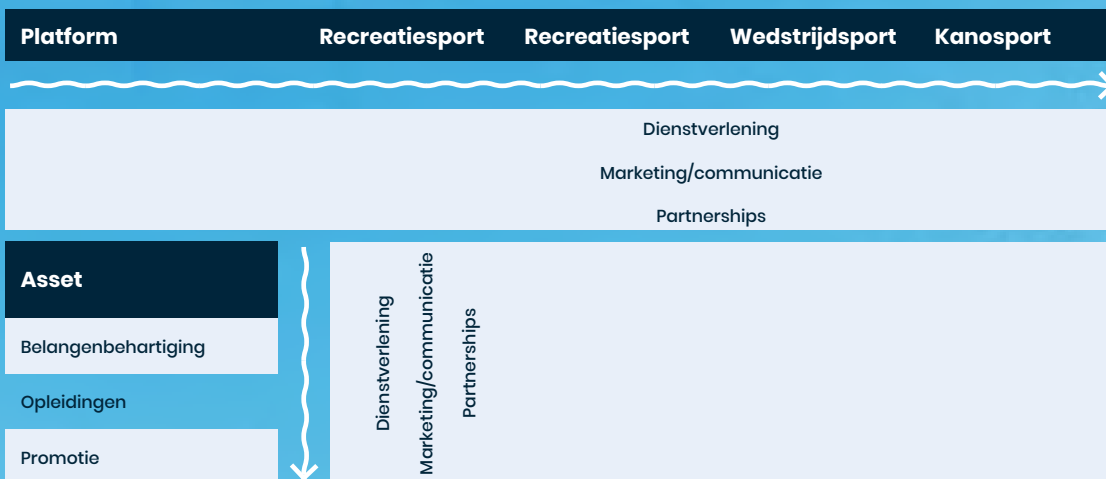 Platform Recreatiesport Recreatiesport Wedstrijdsport Kanosport
Dienstverlening
Marketing/communicatie
Partnerships
Asset
Belangenbehartiging
Opleidingen
Promotie
Dienstverlening
Marketing/communicatie
Partnerships